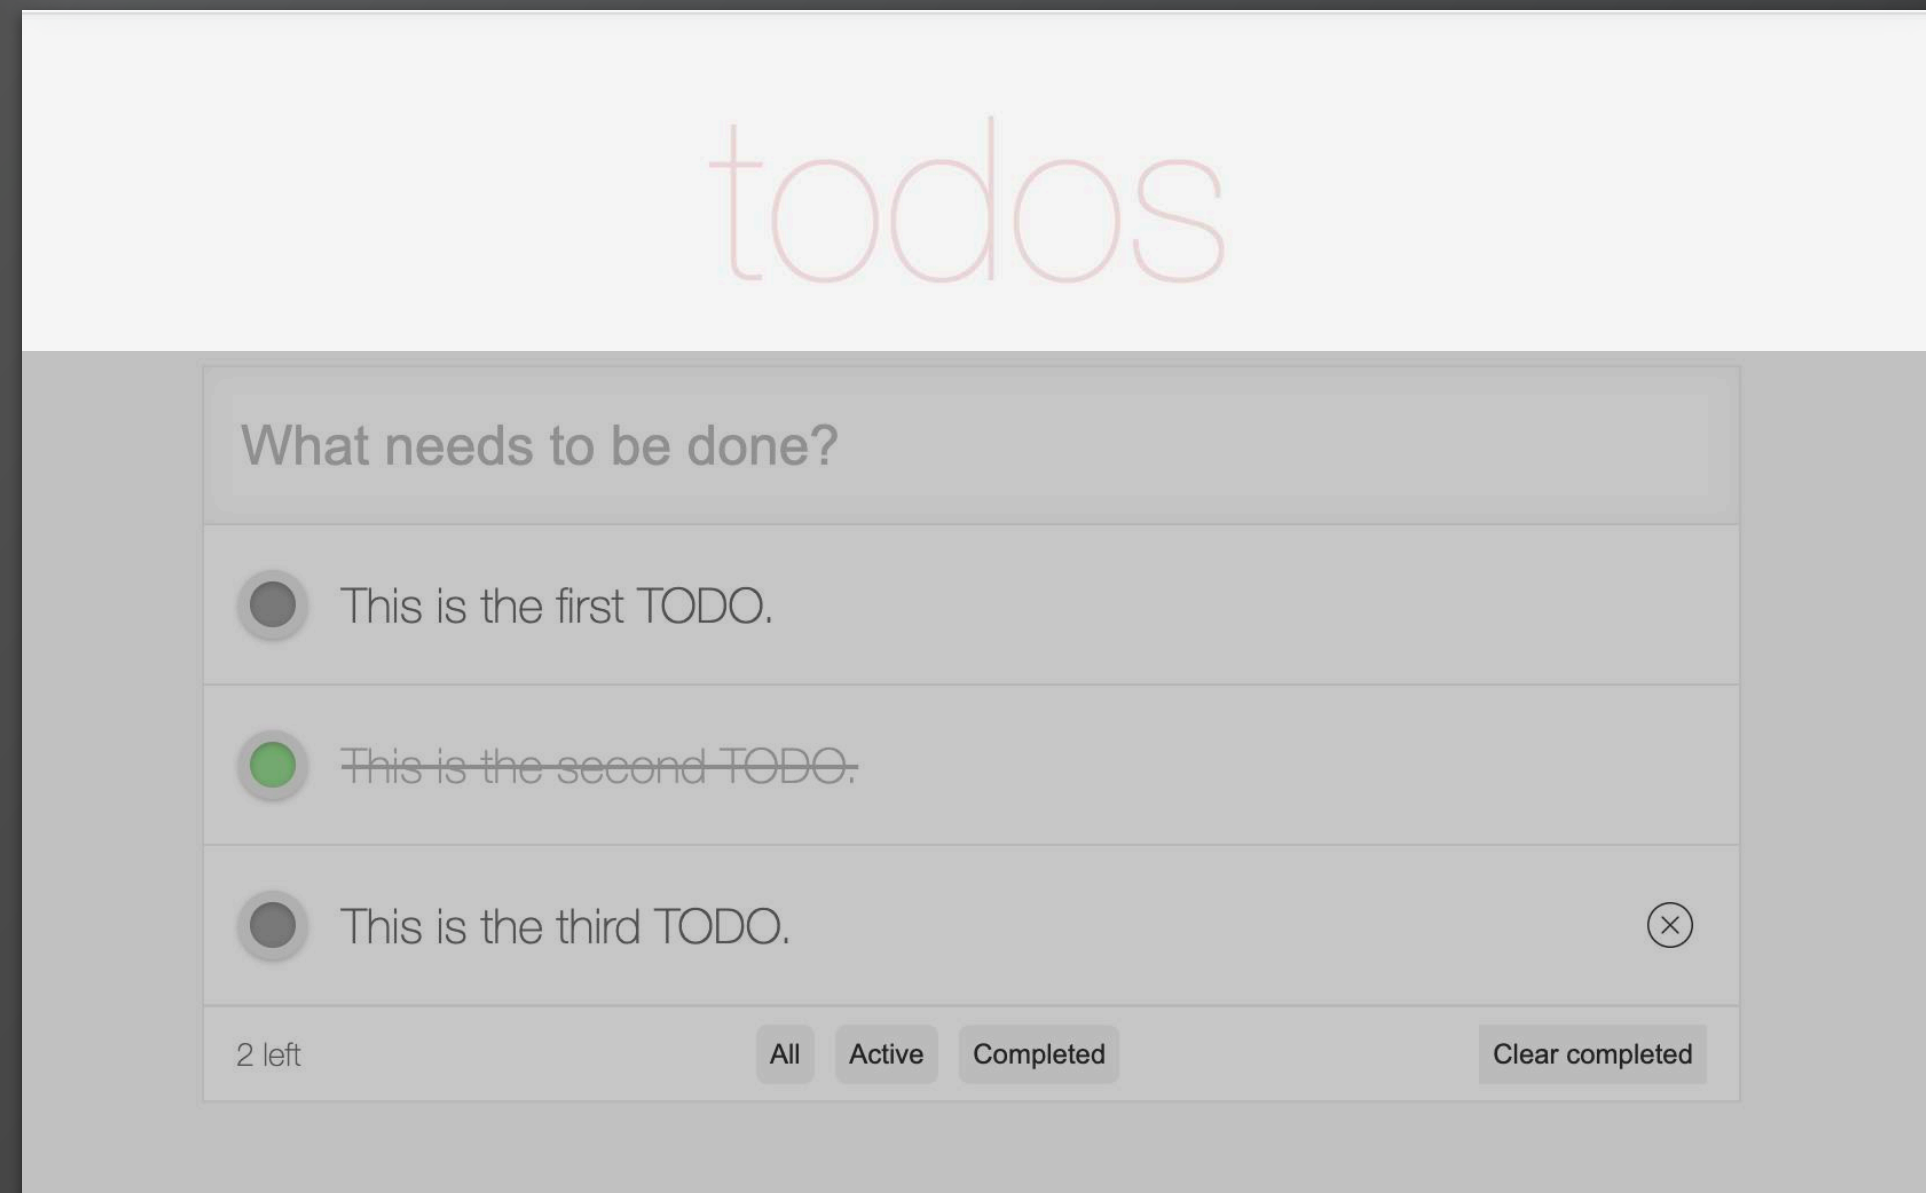 todos
What needs to be done?
This is the first TODO.
This is the second TODO.
This is the third TODO.
2 left
All
Active
Completed
Clear completed